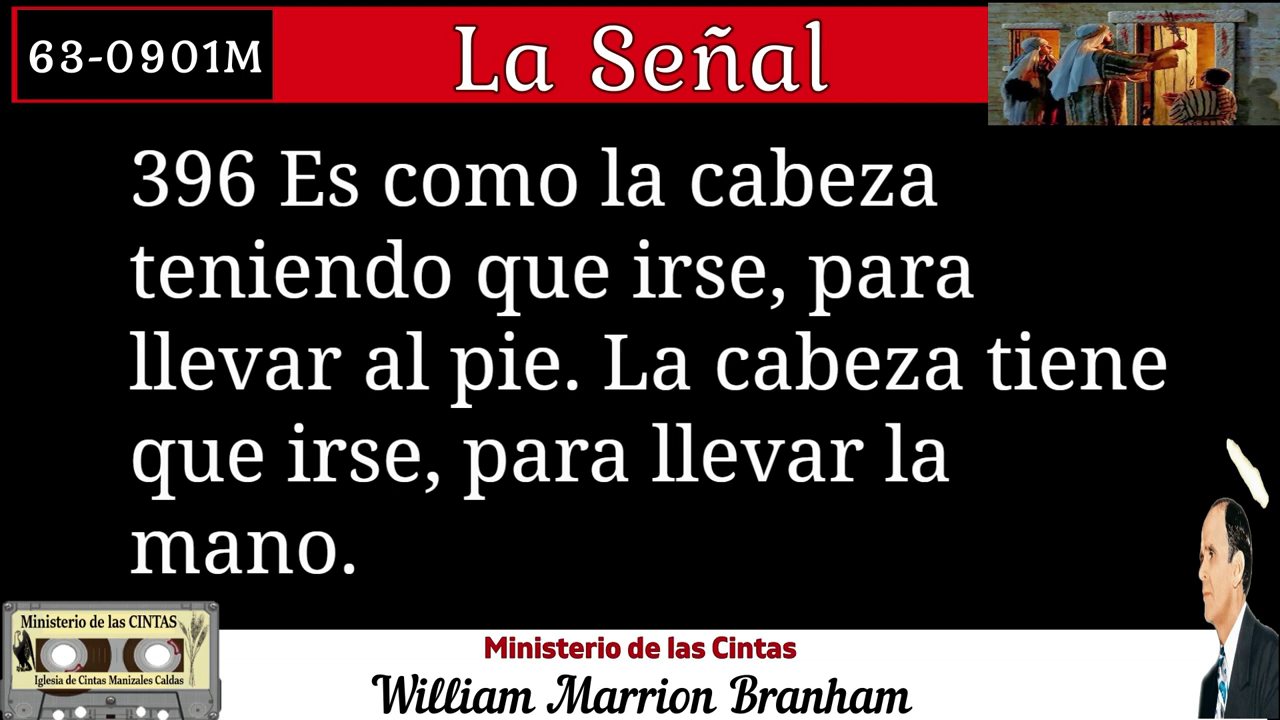 63-0901M
La Señal
396 Es como la cabeza
teniendo que irse, para
llevar al pie. La cabeza tiene
que irse, para llevar la
mano.
Ministerio de las CINTAS
Iglesia de Cintas Manizales Caldas
Ministerio de las Cintas
William Marrion Branham